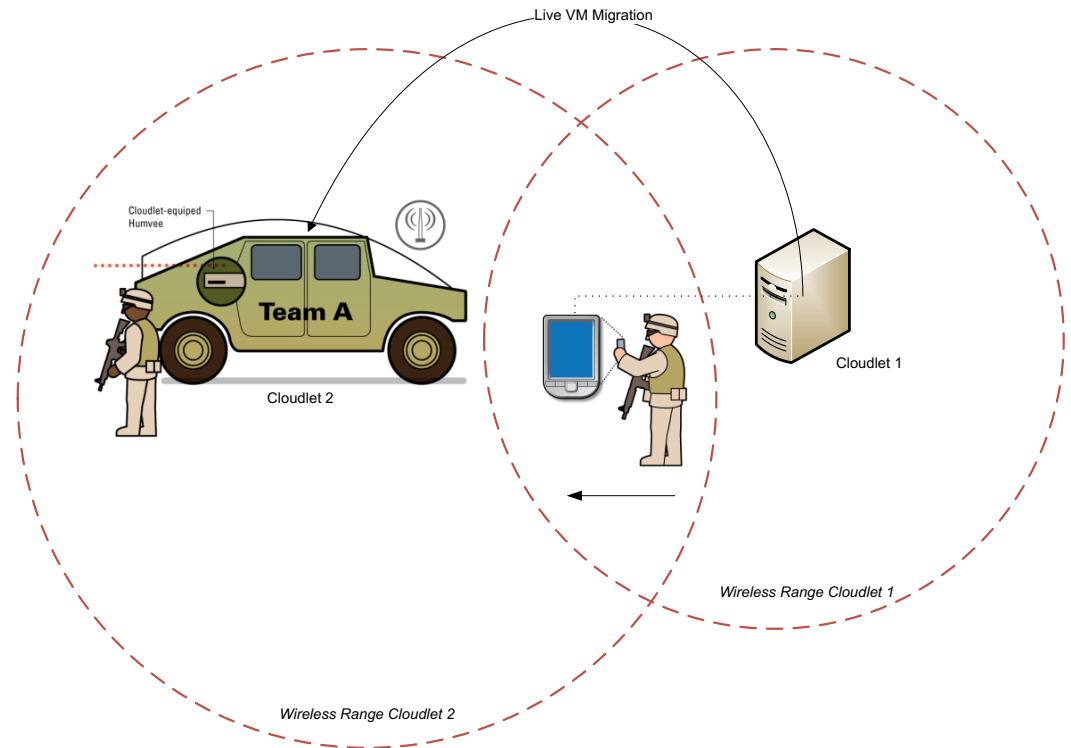 Live VM Migration
Cloudlet-equiped
Humvee
Team A
Cloudlet 2
Cloudlet 1
Wireless Range Cloudlet 1
Wireless Range Cloudlet 2